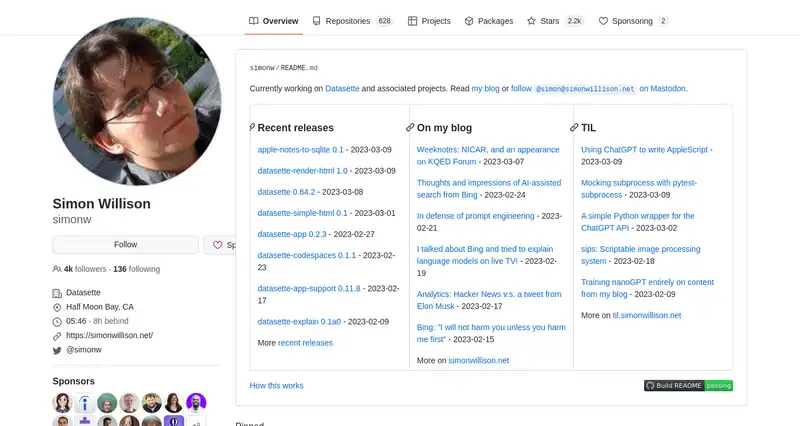 Overview
Repositories 628
Projects
Packages
Stars 2.2k
Sponsoring 2
Simon Willison
simonw
Follow
Sp
4k followers · 136 following
Datasette
Half Moon Bay, CA
05:46 - 8h behind
https://simonwillison.net/
@simonw
Sponsors
simonw/README.md
Currently working on Datasette and associated projects. Read my blog or follow @simon@simonwillison.net on Mastodon.
Recent releases
apple-notes-to-sqlite 0.1 - 2023-03-09
datasette-render-html 1.0 - 2023-03-09
datasette 0.64.2 - 2023-03-08
datasette-simple-html 0.1 - 2023-03-01
datasette-app 0.2.3 - 2023-02-27
datasette-codespaces 0.1.1 - 2023-02-
23
datasette-app-support 0.11.8 - 2023-02-
17
datasette-explain 0.1a0 - 2023-02-09
More recent releases
On my blog
Weeknotes: NICAR, and an appearance
on KQED Forum - 2023-03-07
Thoughts and impressions of AI-assisted
search from Bing - 2023-02-24
In defense of prompt engineering - 2023-
02-21
I talked about Bing and tried to explain
language models on live TV! - 2023-02-
19
Analytics: Hacker News v.s. a tweet from
Elon Musk - 2023-02-17
Bing: "I will not harm you unless you harm
me first" - 2023-02-15
More on simonwillison.net
TIL
Using ChatGPT to write AppleScript -
2023-03-09
Mocking subprocess with pytest-
subprocess - 2023-03-09
A simple Python wrapper for the
ChatGPT API - 2023-03-02
sips: Scriptable image processing
system - 2023-02-18
Training nanoGPT entirely on content
from my blog - 2023-02-09
More on til.simonwillison.net
How this works
Build README passing
Pinned